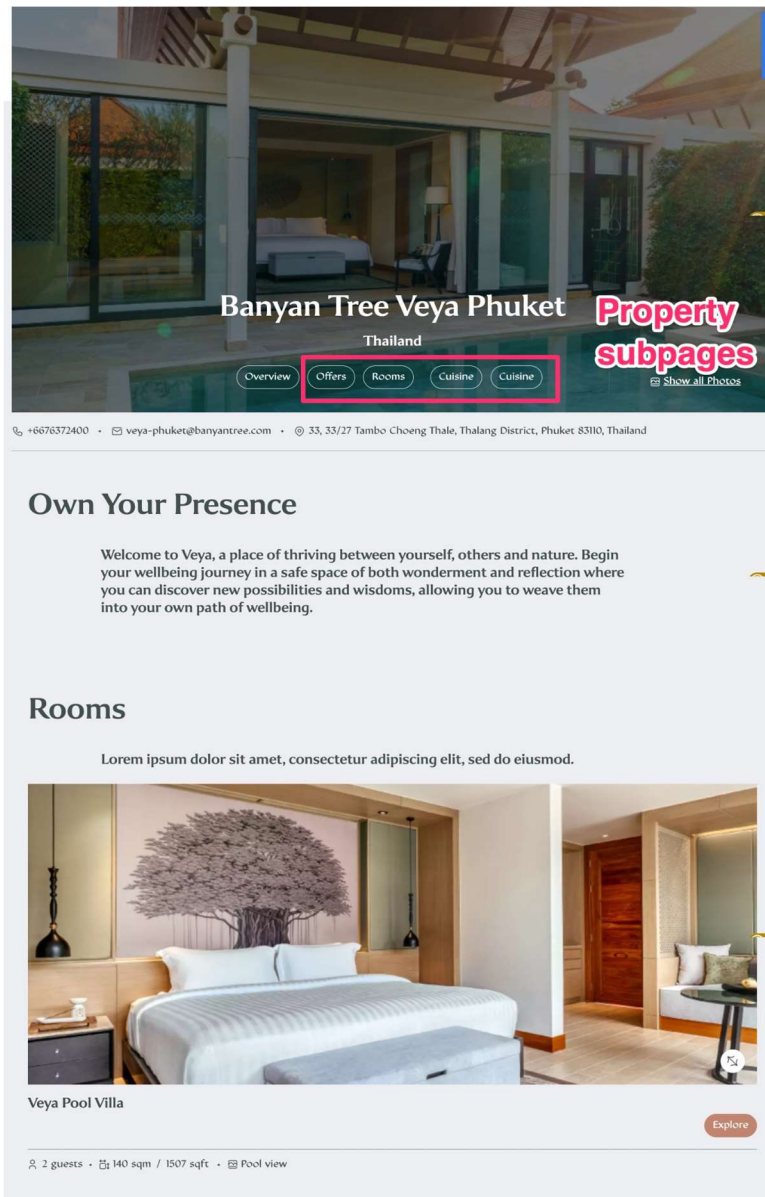 Banyan Tree Veya Phuket
Thailand
Property
subpages
Overview Offers Rooms Cuisine Cuisine
Show all Photos
+6676372400 • veya-phuket@banyantree.com • 33, 33/27 Tambo Choeng Thale, Thalang District, Phuket 83110, Thailand
Own Your Presence
Welcome to Veya, a place of thriving between yourself, others and nature. Begin
your wellbeing journey in a safe space of both wonderment and reflection where
you can discover new possibilities and wisdoms, allowing you to weave them
into your own path of wellbeing.
Rooms
Lorem ipsum dolor sit amet, consectetur adipiscing elit, sed do eiusmod.
Veya Pool Villa
Explore
2 guests • 140 sqm / 1507 sqft • Pool view